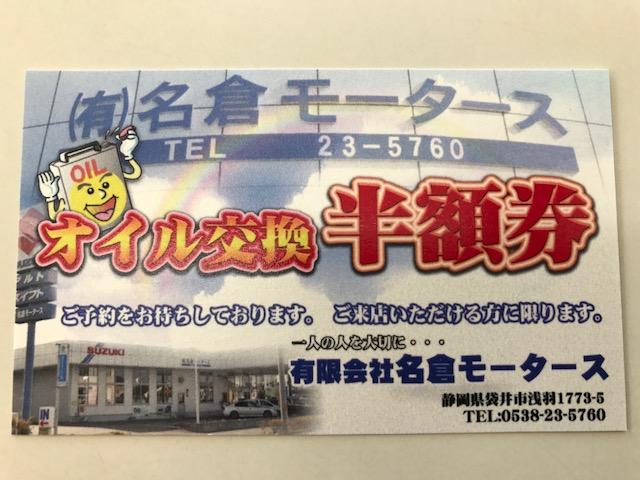 (有)名倉モータース
TEL 23-5760
OIL
オイル交換 半額券
ご予約をお待ちしております。 ご来店いただける方に限ります。
一人の人を大切に・・・
SUZUKI
有限会社名倉モータース
静岡県袋井市浅羽1773-5
IN
TEL:0538-23-5760